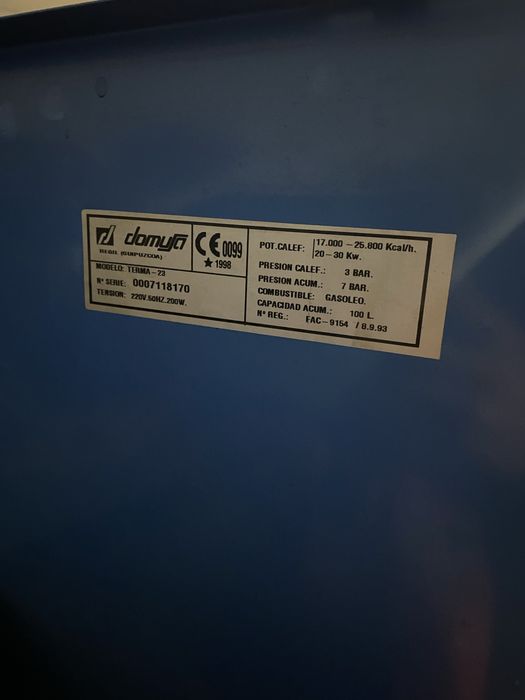 domusa
REGIL (GUIPUZCOA)
CE 0099
★ 1998
MODELO: TERMA-23
Nº SERIE: 0007118170
TENSION: 220V.50HZ.200W.
POT.CALEF: 17.000 - 25.800 Kcal/h.
20 - 30 Kw.
PRESION CALEF.: 3 BAR.
PRESION ACUM.: 7 BAR.
COMBUSTIBLE: GASOLEO.
CAPACIDAD ACUM.: 100 L.
Nº REG.: FAC-9154 / 8.9.93